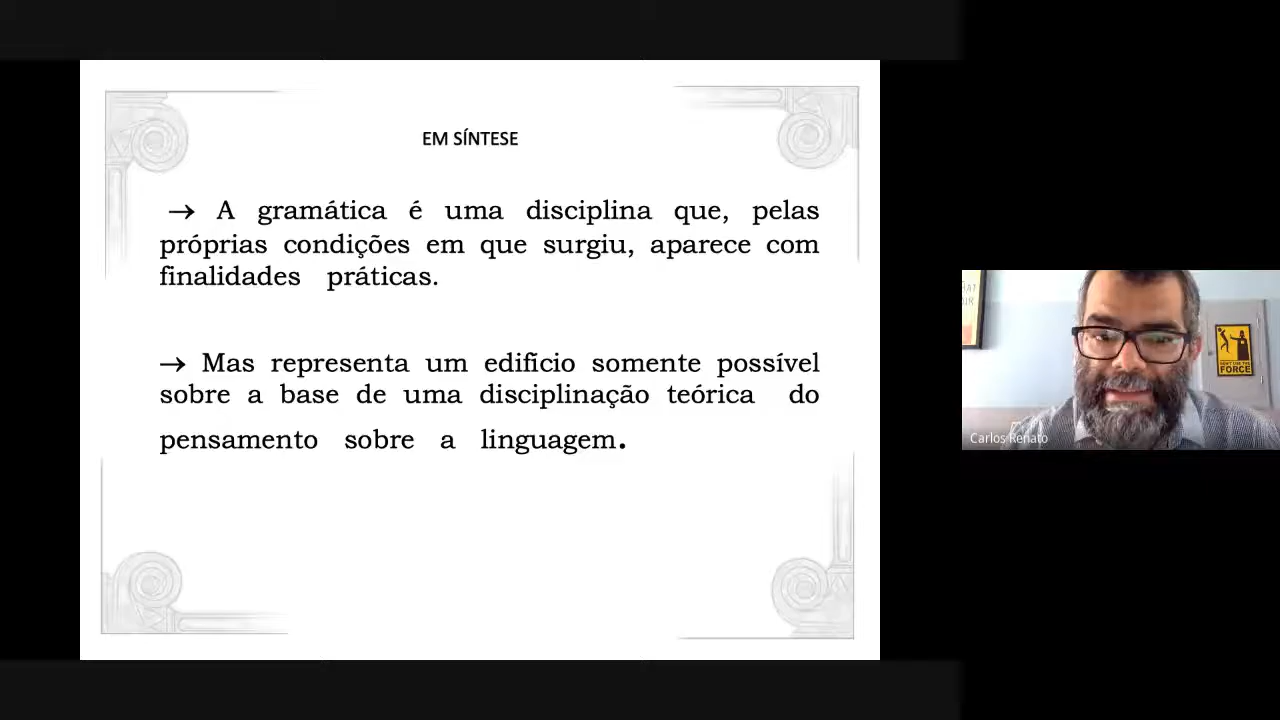 EM SÍNTESE
→ A gramática é uma disciplina que, pelas
próprias condições em que surgiu, aparece com
finalidades práticas.
→ Mas representa um edifício somente possível
sobre a base de uma disciplinação teórica do
pensamento sobre a linguagem.
FORCE
Carlos Renato